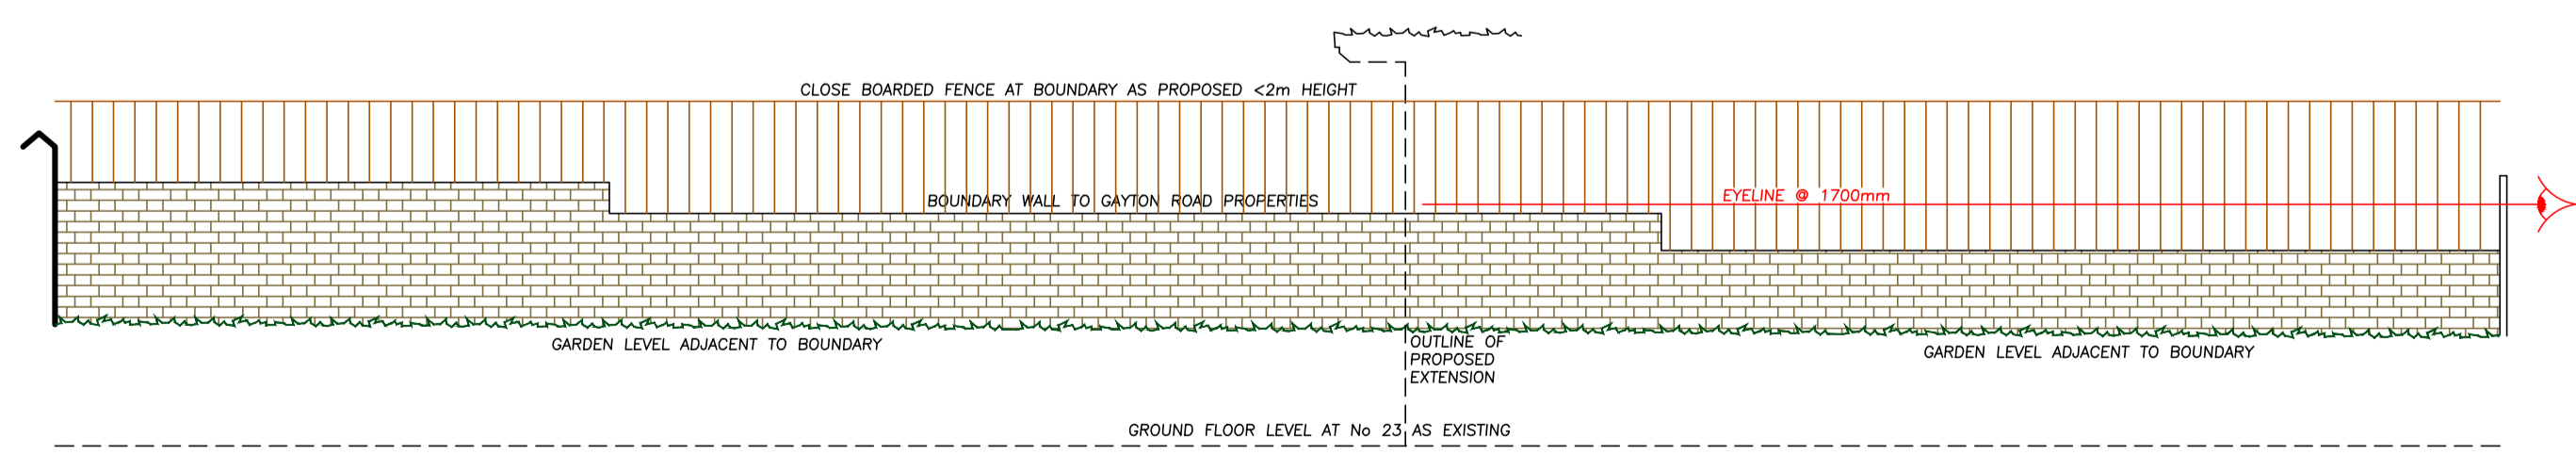 CLOSE BOARDED FENCE AT BOUNDARY AS PROPOSED <2m HEIGHT
BOUNDARY WALL TO GAYTON ROAD PROPERTIES
EYELINE @ 1700mm
GARDEN LEVEL ADJACENT TO BOUNDARY
OUTLINE OF
PROPOSED
EXTENSION
GARDEN LEVEL ADJACENT TO BOUNDARY
GROUND FLOOR LEVEL AT No 23 AS EXISTING